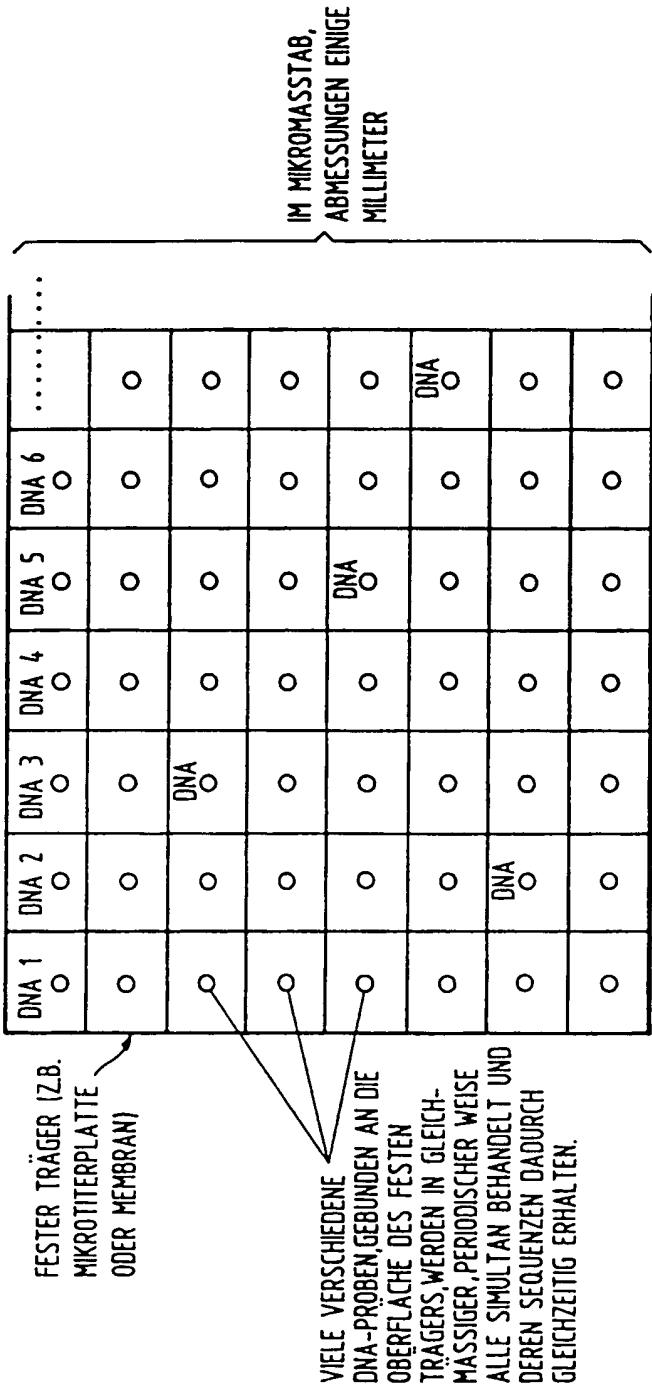 FESTER TRÄGER (Z.B.
MIKROTITERPLATTE
ODER MEMBRAN)
DNA 1
DNA 2
DNA 3
DNA 4
DNA 5
DNA 6
.........
DNA
DNA
DNA
DNA
VIELE VERSCHIEDENE
DNA-PROBEN,GEBUNDEN AN DIE
OBERFLÄCHE DES FESTEN
TRÄGERS,WERDEN IN GLEICH-
MÄSSIGER,PERIODISCHER WEISE
ALLE SIMULTAN BEHANDELT UND
DEREN SEQUENZEN DADURCH
GLEICHZEITIG ERHALTEN.
IM MIKROMASSTAB,
ABMESSUNGEN EINIGE
MILLIMETER